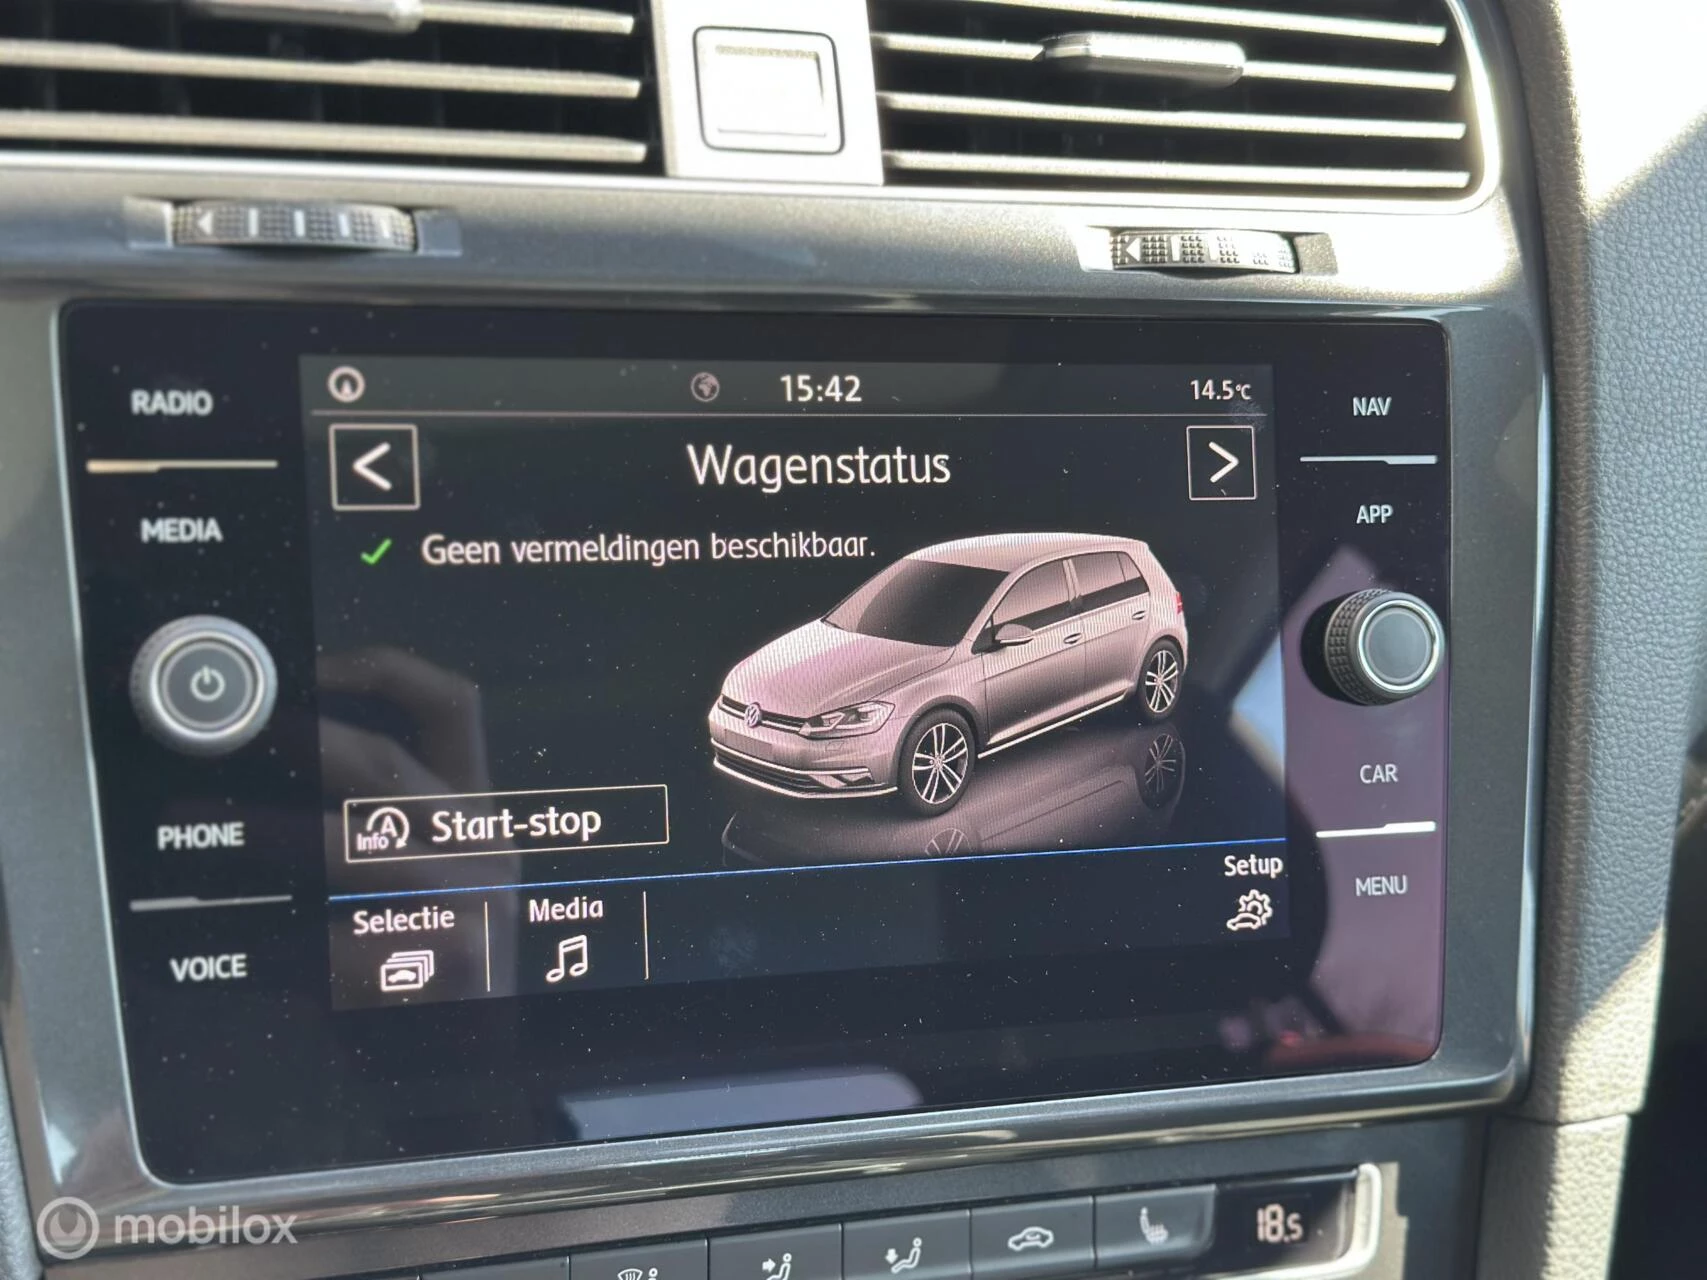 15:42
14.5°C
RADIO
NAV
Wagenstatus
APP
MEDIA
Geen vermeldingen beschikbaar.
CAR
PHONE
Info A
Start-stop
MENU
Setup
Selectie
Media
VOICE
18.5
mobilox